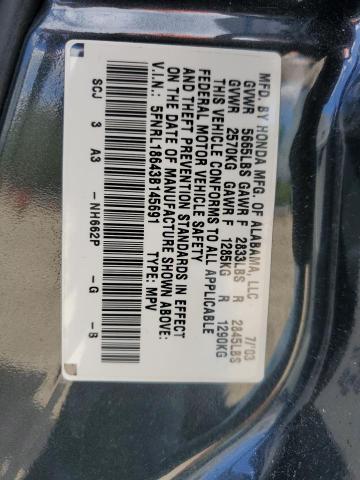 MFD. BY HONDA MFG. OF ALABAMA, LLC 7/03
GVWR 5665LBS GAWR F 2833LBS R 2845LBS
GVWR 2570KG GAWR F 1285KG R 1290KG
THIS VEHICLE CONFORMS TO ALL APPLICABLE
FEDERAL MOTOR VEHICLE SAFETY
AND THEFT PREVENTION STANDARDS IN EFFECT
ON THE DATE OF MANUFACTURE SHOWN ABOVE:
V.I.N.: 5FNRL18643B145591 TYPE: MPV
SCJ 3 A3 -NH662P -G -B